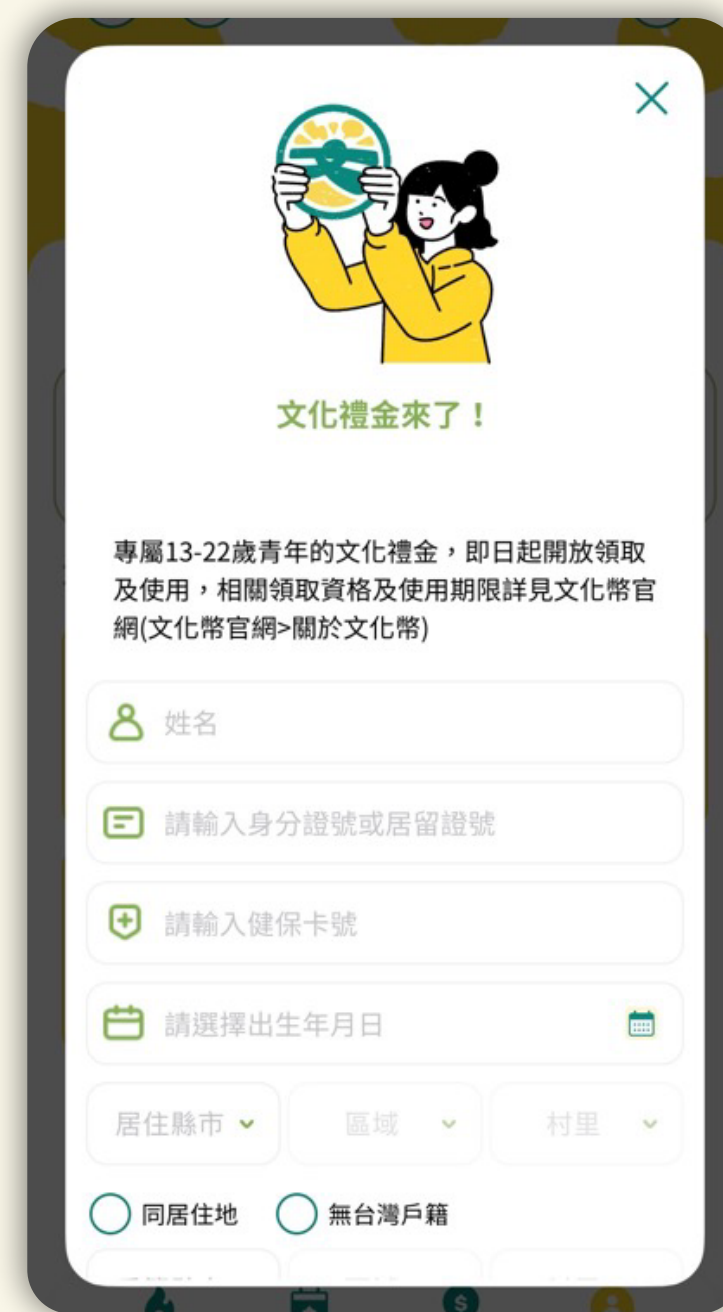 文
文化禮金來了！
專屬13-22歲青年的文化禮金，即日起開放領取
及使用，相關領取資格及使用期限詳見文化幣官
網(文化幣官網>關於文化幣)
姓名
請輸入身分證號或居留證號
請輸入健保卡號
請選擇出生年月日
居住縣市 區域 村里
同居住地 無台灣戶籍